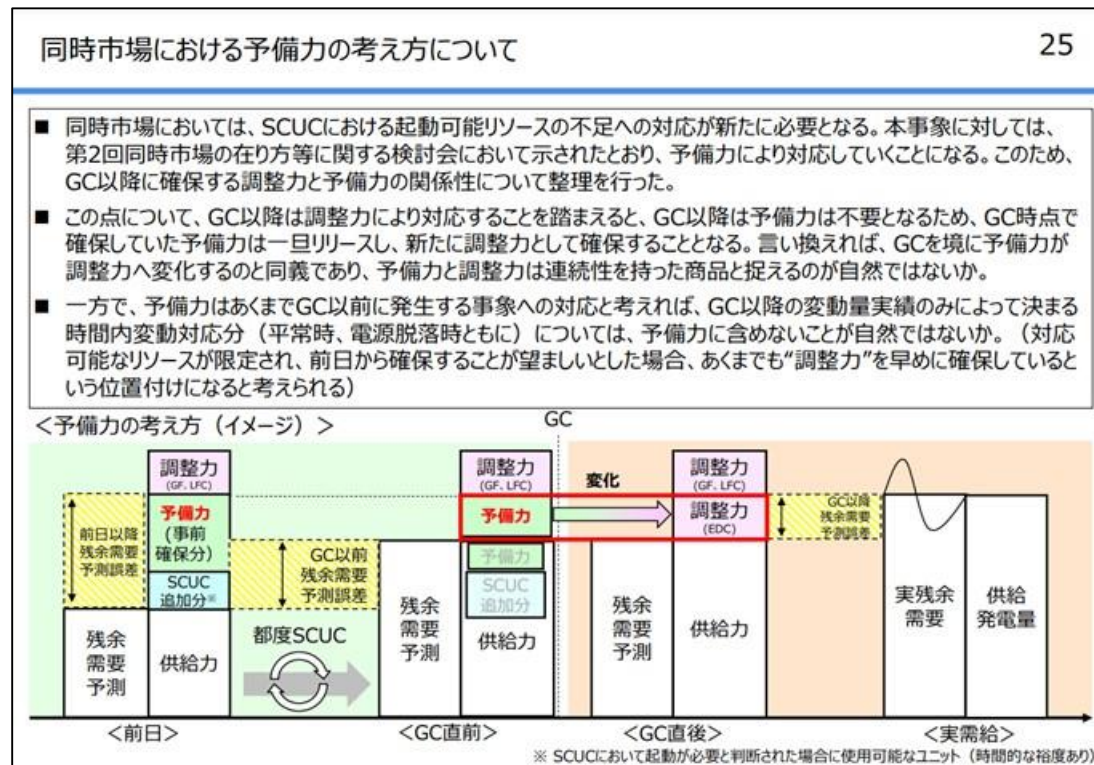 同時市場における予備力の考え方について
25
■ 同時市場においては、SCUCにおける起動可能リソースの不足への対応が新たに必要となる。本事象に対しては、
第2回同時市場の在り方等に関する検討会において示されたとおり、予備力により対応していくことになる。このため、
GC以降に確保する調整力と予備力の関係性について整理を行った。
■ この点について、GC以降は調整力により対応することを踏まえると、GC以降は予備力は不要となるため、GC時点で
確保していた予備力は一旦リリースし、新たに調整力として確保することとなる。言い換えれば、GCを境に予備力が
調整力へ変化するのと同義であり、予備力と調整力は連続性を持った商品と捉えるのが自然ではないか。
■ 一方で、予備力はあくまでGC以前に発生する事象への対応と考えれば、GC以降の変動量実績のみによって決まる
時間内変動対応分（平常時、電源脱落時ともに）については、予備力に含めないことが自然ではないか。（対応
可能なリソースが限定され、前日から確保することが望ましいとした場合、あくまでも“調整力”を早めに確保していると
いう位置付けになると考えられる）
＜予備力の考え方（イメージ）＞
GC
前日以降
残余需要
予測誤差
残余
需要
予測
調整力
(GF、LFC)
予備力
(事前
確保分)
SCUC
追加分※
供給力
GC以前
残余需要
予測誤差
都度SCUC
残余
需要
予測
調整力
(GF、LFC)
予備力
予備力
SCUC
追加分
供給力
変化
残余
需要
予測
調整力
(GF、LFC)
調整力
(EDC)
供給力
GC以降
残余需要
予測誤差
実残余
需要
供給
発電量
＜前日＞
＜GC直前＞
＜GC直後＞
＜実需給＞
※ SCUCにおいて起動が必要と判断された場合に使用可能なユニット（時間的な裕度あり）